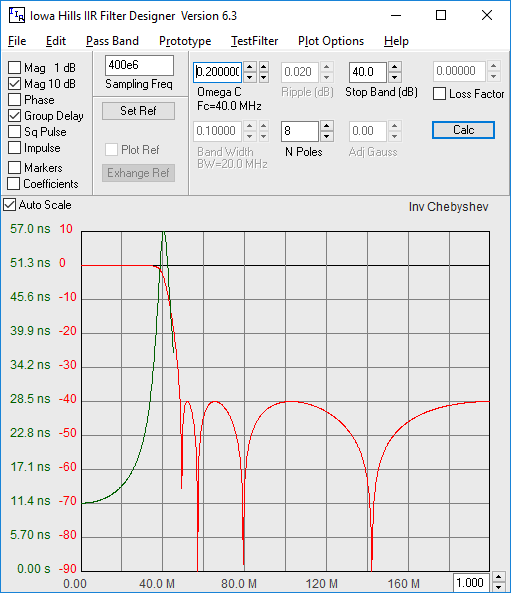 Iowa Hills IIR Filter Designer Version 6.3
File Edit Pass Band Prototype TestFilter Plot Options Help
Mag 1 dB
Mag 10 dB
Phase
Group Delay
Sq Pulse
Impulse
Markers
Coefficients
400e6
Sampling Freq
Set Ref
Plot Ref
Exhange Ref
0.200000
Omega C
Fc=40.0 MHz
0.020
Ripple (dB)
40.0
Stop Band (dB)
0.00000
Loss Factor
0.10000
Band Width
BW=20.0 MHz
8
N Poles
0.00
Adj Gauss
Calc
Auto Scale
Inv Chebyshev
57.0 ns 10
51.3 ns 0
45.6 ns -10
39.9 ns -20
34.2 ns -30
28.5 ns -40
22.8 ns -50
17.1 ns -60
11.4 ns -70
5.70 ns -80
0.00 ns -90
0.00 40.0 M 80.0 M 120 M 160 M
1.000